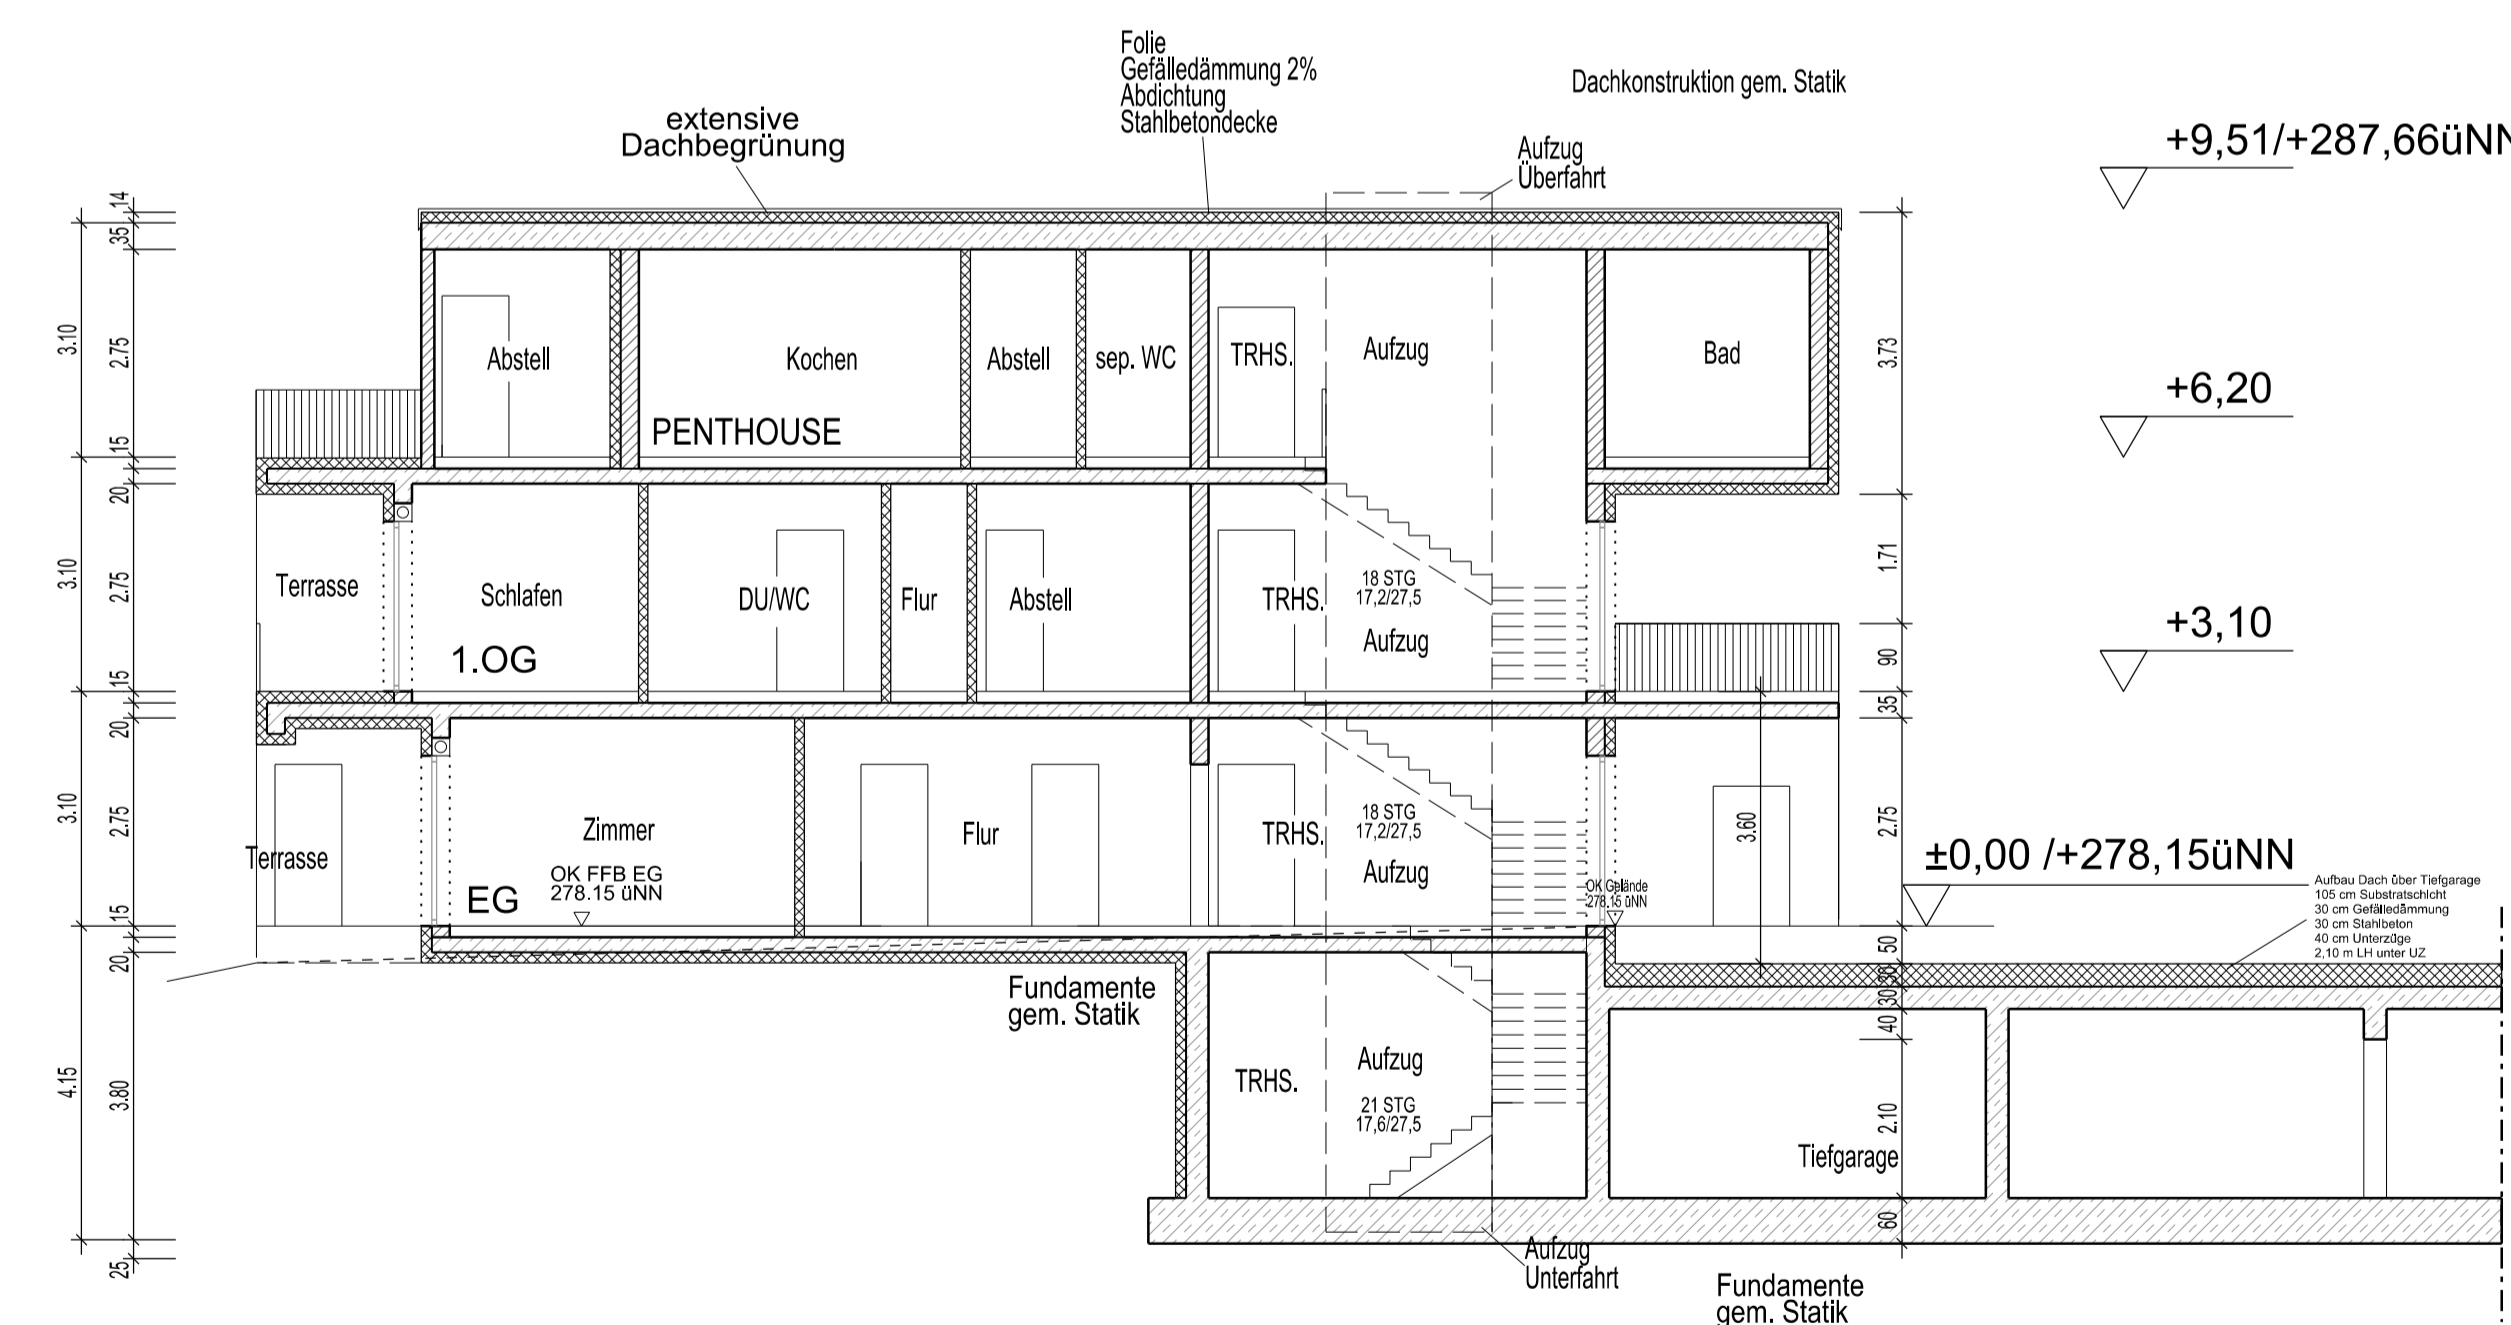 Folie
Gefälledämmung 2%
Abdichtung
Stahlbetondecke
Dachkonstruktion gem. Statik
extensive
Dachbegrünung
Aufzug
Überfahrt
+9,51/+287,66üNN
14
35
3.10
2.75
15
Abstell
Kochen
Abstell
sep. WC
TRHS.
Aufzug
Bad
3.73
PENTHOUSE
+6,20
20
3.10
2.75
15
Terrasse
Schlafen
DU/WC
Flur
Abstell
TRHS.
18 STG
17,2/27,5
Aufzug
1.71
1.OG
+3,10
90
35
20
3.10
2.75
15
Terrasse
Zimmer
Flur
TRHS.
18 STG
17,2/27,5
Aufzug
3.60
2.75
EG
OK FFB EG
278.15 üNN
OK Gelände
278.15 üNN
±0,00 /+278,15üNN
Aufbau Dach über Tiefgarage
105 cm Substratschicht
30 cm Gefälledämmung
30 cm Stahlbeton
40 cm Unterzüge
2,10 m LH unter UZ
20
50
30
30
40
Fundamente
gem. Statik
4.15
3.80
TRHS.
Aufzug
21 STG
17,6/27,5
2.10
Tiefgarage
60
25
Aufzug
Unterfahrt
Fundamente
gem. Statik